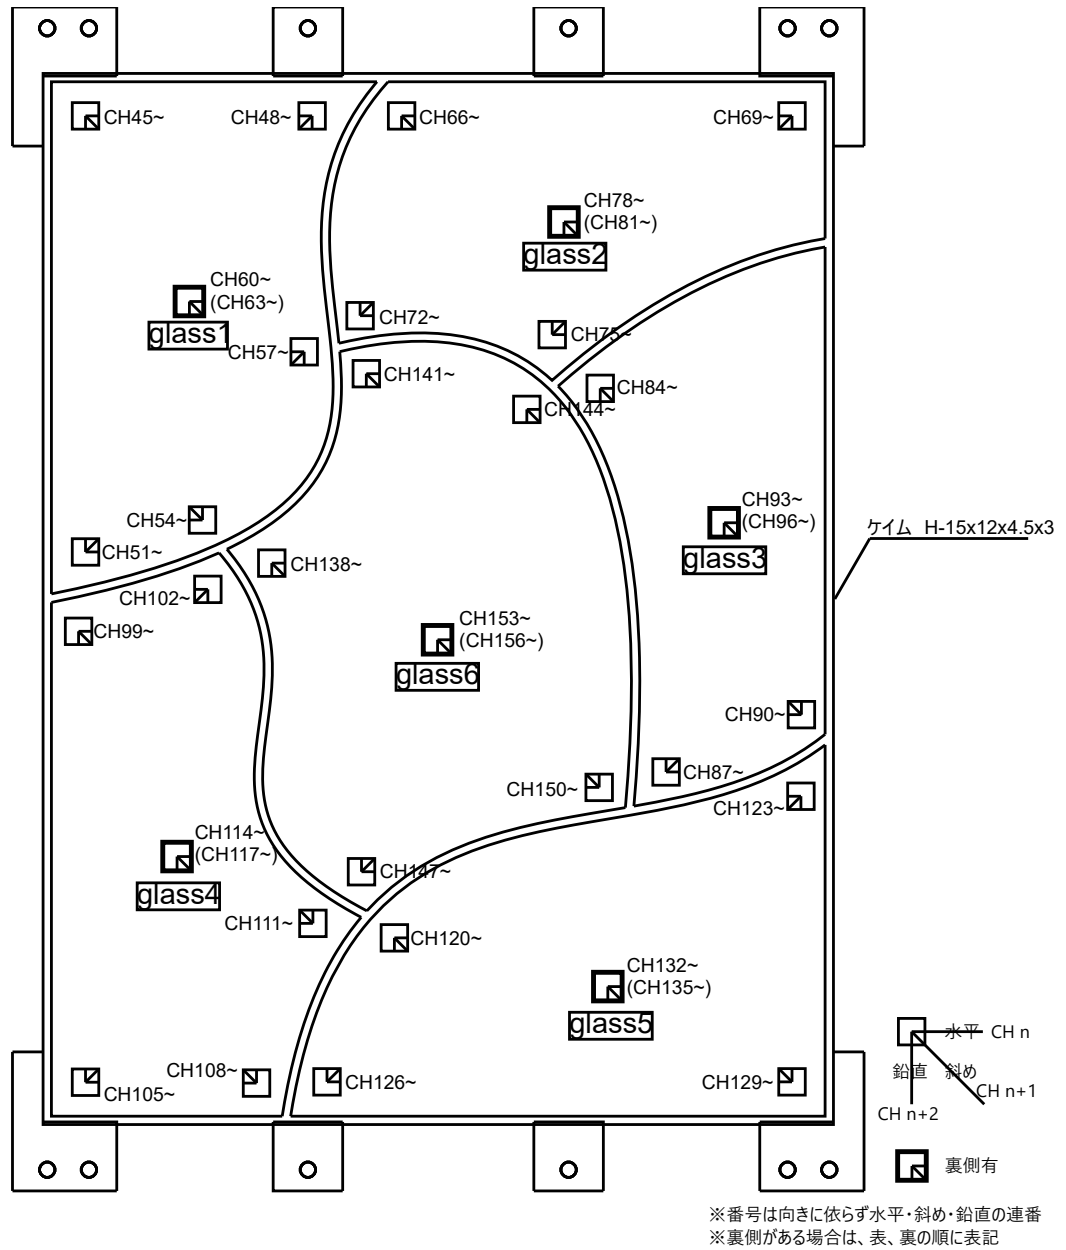 CH45~
CH48~
CH66~
CH69~
CH78~
(CH81~)
glass2
CH60~
(CH63~)
glass1
CH72~
CH75~
CH57~
CH141~
CH84~
CH144~
CH93~
(CH96~)
glass3
ケイム H-15x12x4.5x3
CH54~
CH51~
CH138~
CH102~
CH99~
CH153~
(CH156~)
glass6
CH90~
CH87~
CH150~
CH123~
CH114~
(CH117~)
glass4
CH147~
CH111~
CH120~
CH132~
(CH135~)
glass5
CH108~
CH105~
CH126~
CH129~
水平 CH n
鉛直 斜め
CH n+1
CH n+2
裏側有
※番号は向きに依らず水平・斜め・鉛直の連番
※裏側がある場合は、表、裏の順に表記